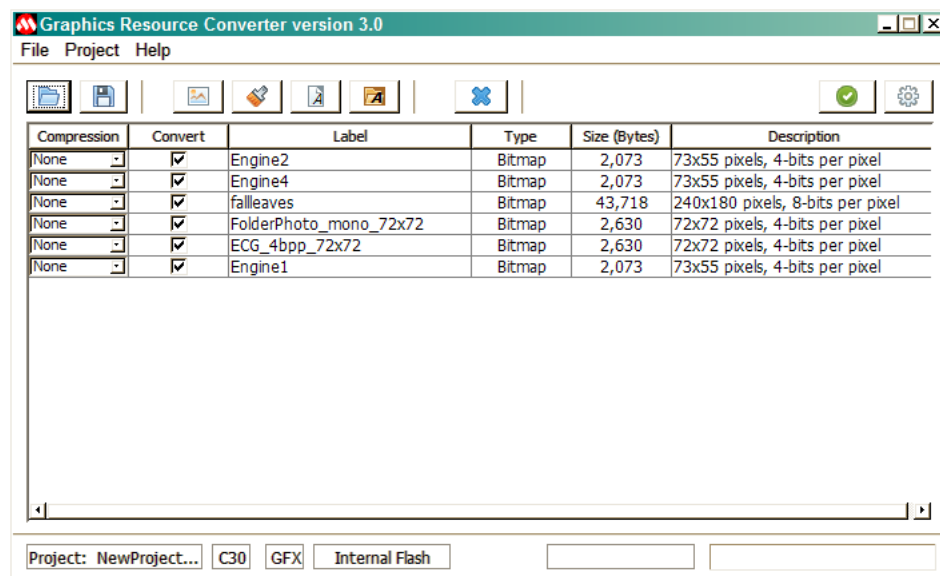 Graphics Resource Converter version 3.0
File Project Help
Compression Convert Label Type Size (Bytes) Description
None Engine2 Bitmap 2,073 73x55 pixels, 4-bits per pixel
None Engine4 Bitmap 2,073 73x55 pixels, 4-bits per pixel
None fallleaves Bitmap 43,718 240x180 pixels, 8-bits per pixel
None FolderPhoto_mono_72x72 Bitmap 2,630 72x72 pixels, 4-bits per pixel
None ECG_4bpp_72x72 Bitmap 2,630 72x72 pixels, 4-bits per pixel
None Engine1 Bitmap 2,073 73x55 pixels, 4-bits per pixel
Project: NewProject... C30 GFX Internal Flash